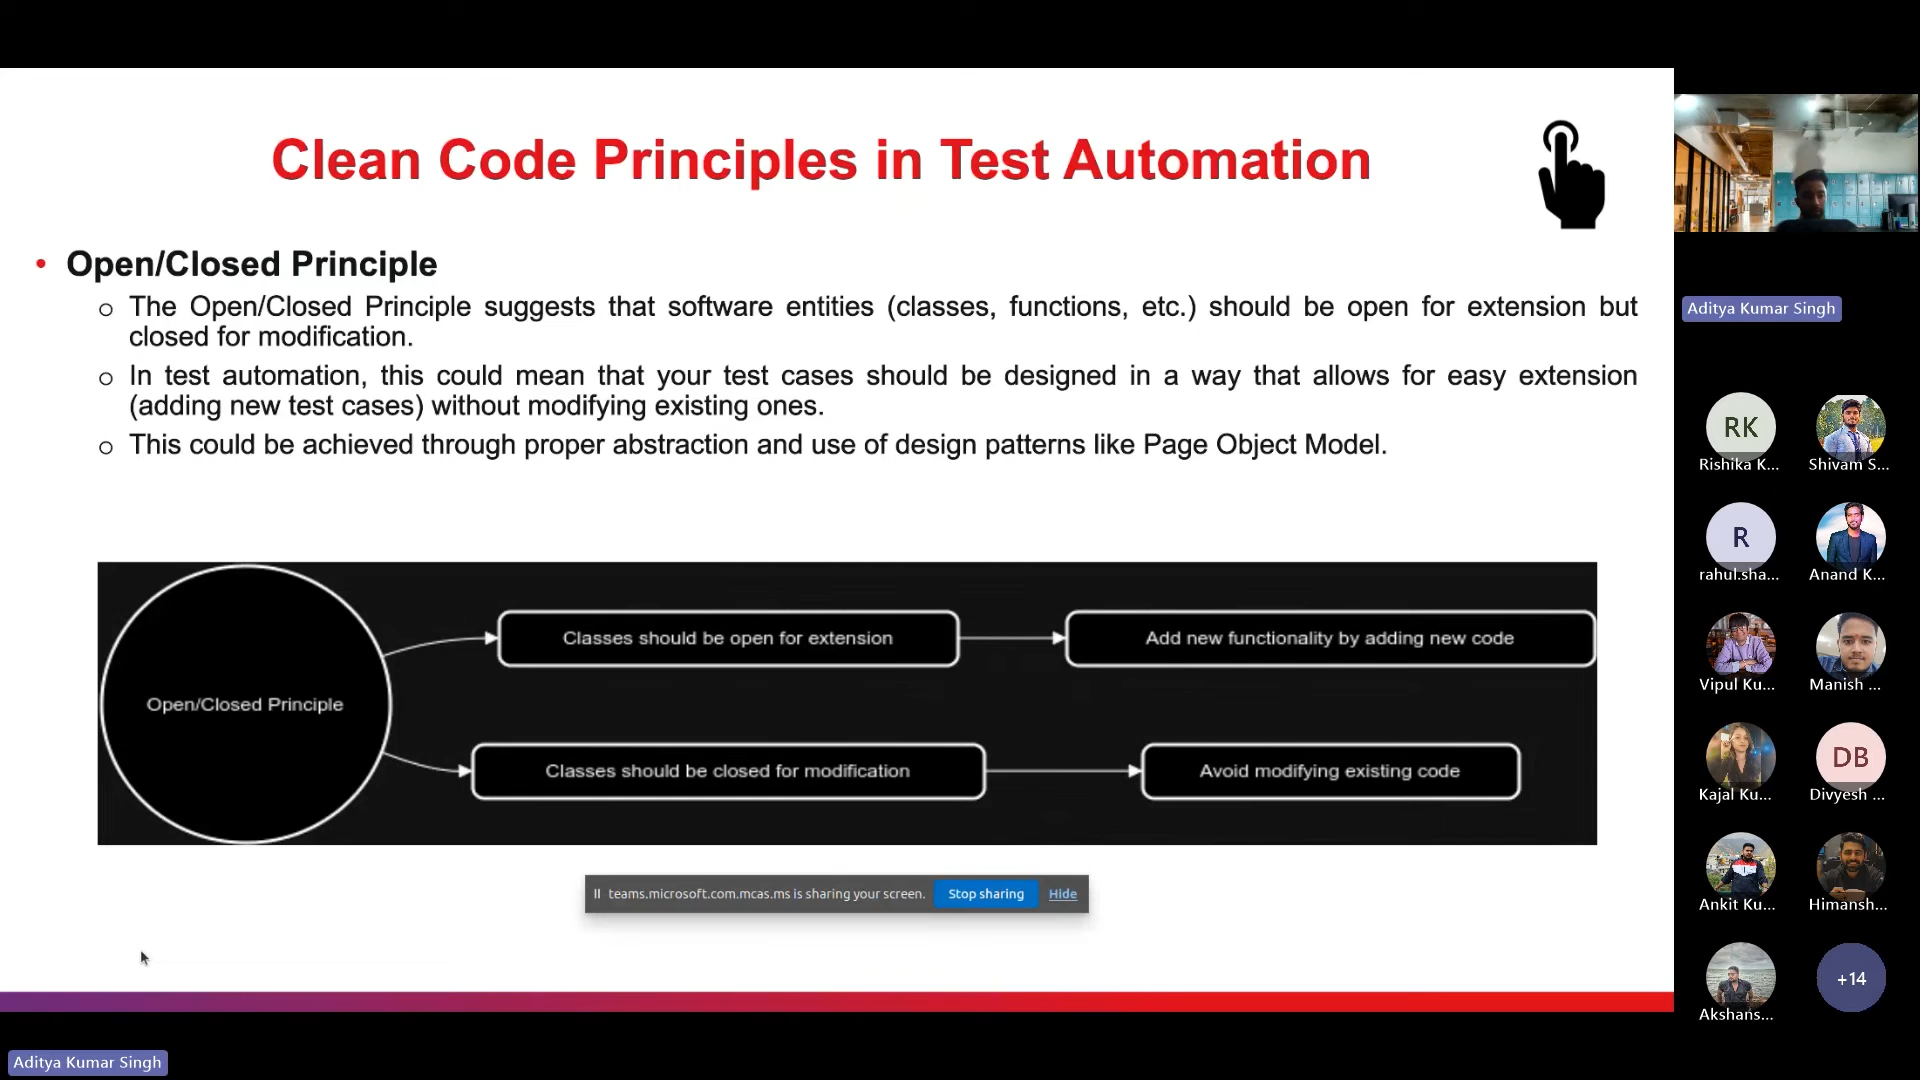 Clean Code Principles in Test Automation
• Open/Closed Principle
o The Open/Closed Principle suggests that software entities (classes, functions, etc.) should be open for extension but
closed for modification.
o In test automation, this could mean that your test cases should be designed in a way that allows for easy extension
(adding new test cases) without modifying existing ones.
o This could be achieved through proper abstraction and use of design patterns like Page Object Model.
Open/Closed Principle
Classes should be open for extension
Add new functionality by adding new code
Classes should be closed for modification
Avoid modifying existing code
teams.microsoft.com.mcas.ms is sharing your screen.
Stop sharing
Hide
Aditya Kumar Singh
Aditya Kumar Singh
RK
Rishika K...
Shivam S...
R
rahul.sha...
Anand K...
Vipul Ku...
Manish ...
Kajal Ku...
DB
Divyesh ...
Ankit Ku...
Himansh...
Akshans...
+14